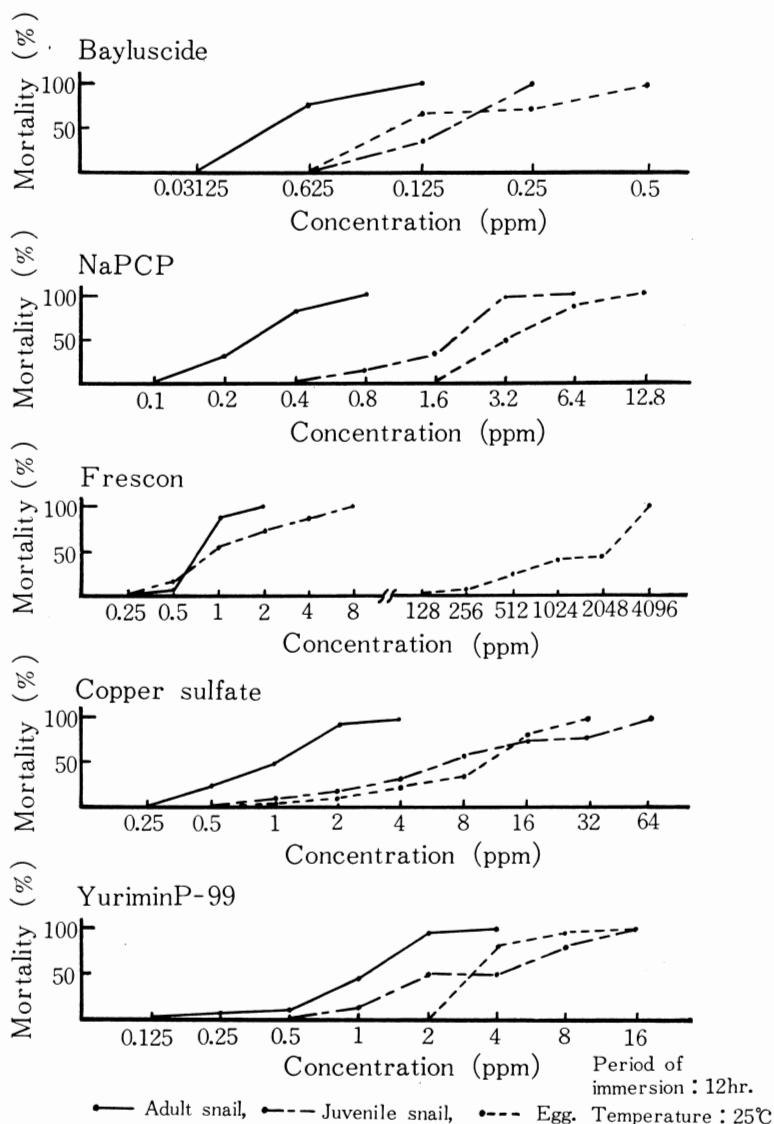 Bayluscide
Mortality (%)
100
50
0.03125 0.625 0.125 0.25 0.5
Concentration (ppm)
NaPCP
Mortality (%)
100
50
0.1 0.2 0.4 0.8 1.6 3.2 6.4 12.8
Concentration (ppm)
Frescon
Mortality (%)
100
50
0.25 0.5 1 2 4 8 128 256 512 1024 2048 4096
Concentration (ppm)
Copper sulfate
Mortality (%)
100
50
0.25 0.5 1 2 4 8 16 32 64
Concentration (ppm)
YuriminP-99
Mortality (%)
100
50
0.125 0.25 0.5 1 2 4 8 16
Concentration (ppm)
Period of
immersion : 12hr.
Adult snail, Juvenile snail, Egg. Temperature : 25℃